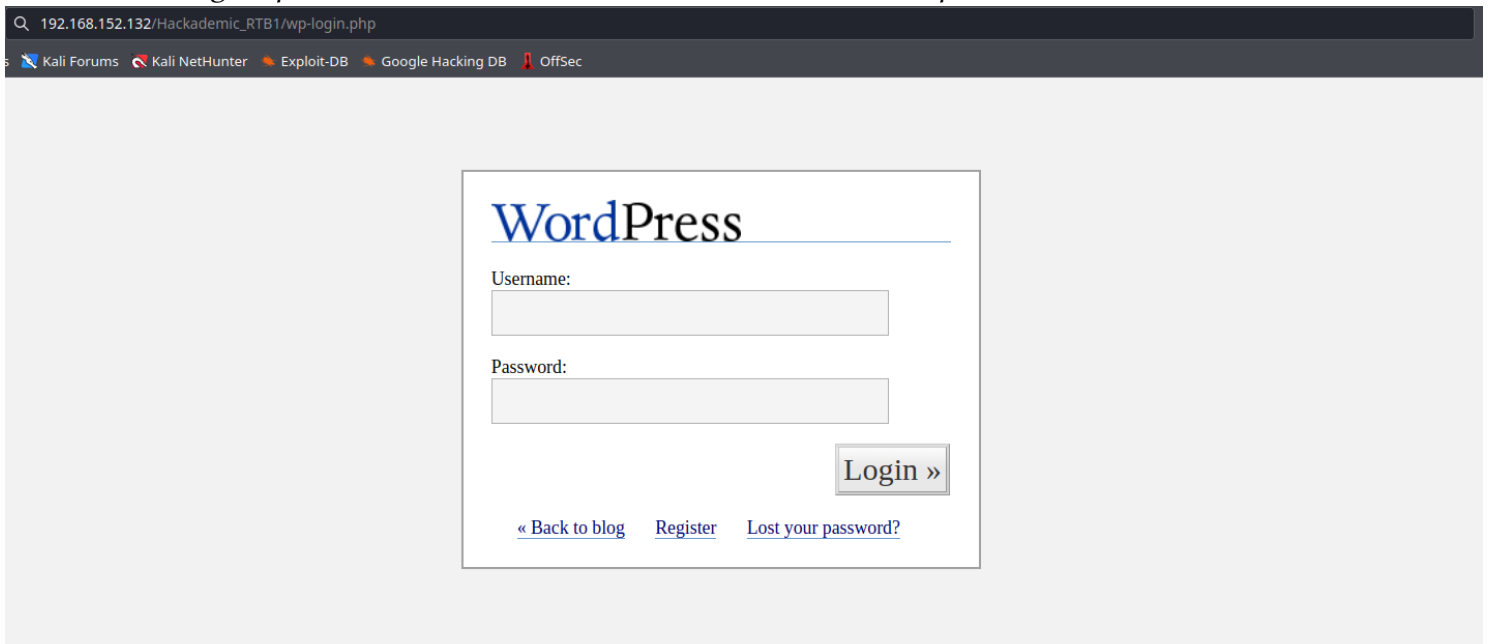 192.168.152.132/Hackademic_RTB1/wp-login.php
Kali Forums Kali NetHunter Exploit-DB Google Hacking DB OffSec
WordPress
Username:
Password:
Login »
« Back to blog Register Lost your password?